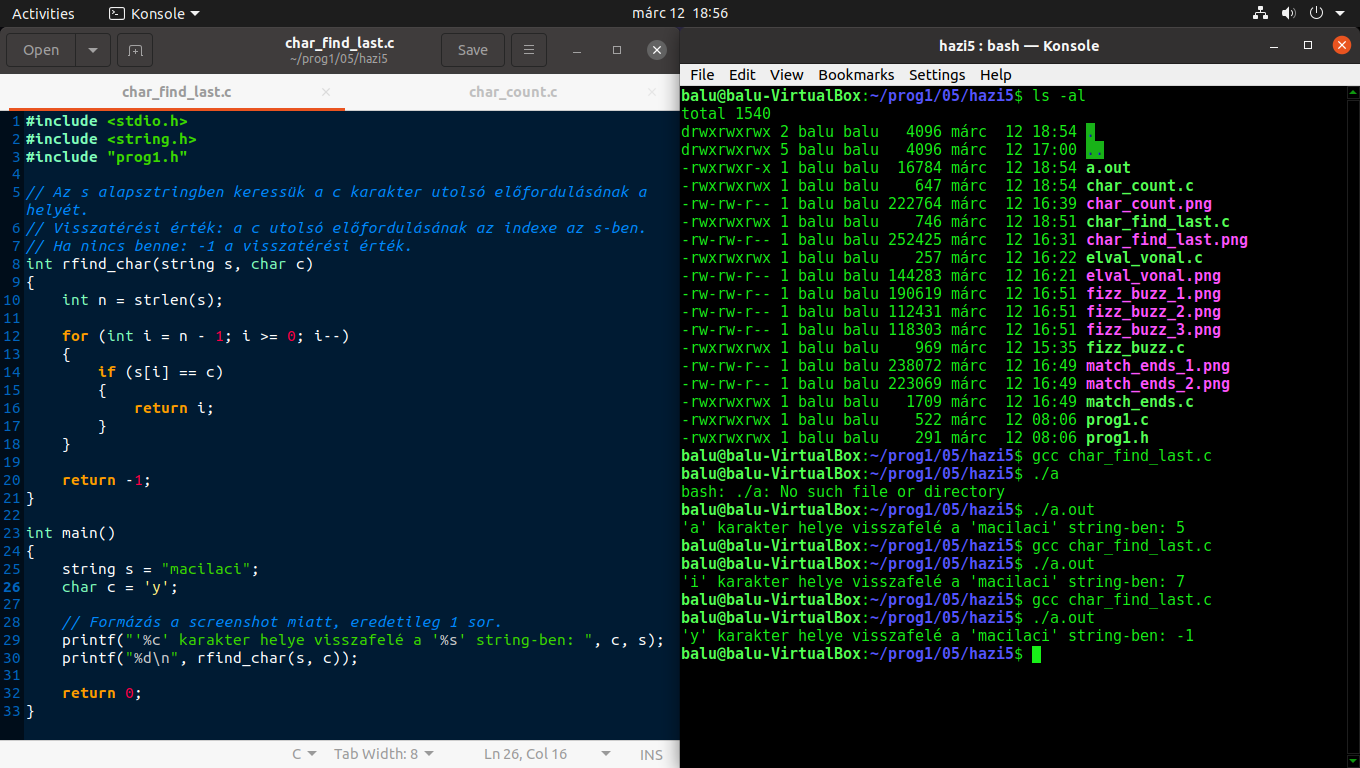 Activities Konsole márc 12 18:56
Open char_find_last.c Save
~/prog1/05/hazi5
char_find_last.c × char_count.c ×
1 #include <stdio.h>
2 #include <string.h>
3 #include "prog1.h"
4
5 // Az s alapsztringben keressük a c karakter utolsó előfordulásának a
helyét.
6 // Visszatérési érték: a c utolsó előfordulásának az indexe az s-ben.
7 // Ha nincs benne: -1 a visszatérési érték.
8 int rfind_char(string s, char c)
9 {
10     int n = strlen(s);
11
12     for (int i = n - 1; i >= 0; i--)
13     {
14         if (s[i] == c)
15         {
16             return i;
17         }
18     }
19
20     return -1;
21 }
22
23 int main()
24 {
25     string s = "macilaci";
26     char c = 'y';
27
28     // Formázás a screenshot miatt, eredetileg 1 sor.
29     printf("'%c' karakter helye visszafelé a '%s' string-ben: ", c, s);
30     printf("%d\n", rfind_char(s, c));
31
32     return 0;
33 }
C Tab Width: 8 Ln 26, Col 16 INS
hazi5 : bash — Konsole
File Edit View Bookmarks Settings Help
balu@balu-VirtualBox:~/prog1/05/hazi5$ ls -al
total 1540
drwxrwxrwx 2 balu balu   4096 márc  12 18:54 .
drwxrwxrwx 5 balu balu   4096 márc  12 17:00 ..
-rwxrwxr-x 1 balu balu  16784 márc  12 18:54 a.out
-rwxrwxrwx 1 balu balu    647 márc  12 18:54 char_count.c
-rw-rw-r-- 1 balu balu 222764 márc  12 16:39 char_count.png
-rwxrwxrwx 1 balu balu    746 márc  12 18:51 char_find_last.c
-rw-rw-r-- 1 balu balu 252425 márc  12 16:31 char_find_last.png
-rwxrwxrwx 1 balu balu    257 márc  12 16:22 elval_vonal.c
-rw-rw-r-- 1 balu balu 144283 márc  12 16:21 elval_vonal.png
-rw-rw-r-- 1 balu balu 190619 márc  12 16:51 fizz_buzz_1.png
-rw-rw-r-- 1 balu balu 112431 márc  12 16:51 fizz_buzz_2.png
-rw-rw-r-- 1 balu balu 118303 márc  12 16:51 fizz_buzz_3.png
-rwxrwxrwx 1 balu balu    969 márc  12 15:35 fizz_buzz.c
-rw-rw-r-- 1 balu balu 238072 márc  12 16:49 match_ends_1.png
-rw-rw-r-- 1 balu balu 223069 márc  12 16:49 match_ends_2.png
-rwxrwxrwx 1 balu balu   1709 márc  12 16:49 match_ends.c
-rwxrwxrwx 1 balu balu    522 márc  12 08:06 prog1.c
-rwxrwxrwx 1 balu balu    291 márc  12 08:06 prog1.h
balu@balu-VirtualBox:~/prog1/05/hazi5$ gcc char_find_last.c
balu@balu-VirtualBox:~/prog1/05/hazi5$ ./a
bash: ./a: No such file or directory
balu@balu-VirtualBox:~/prog1/05/hazi5$ ./a.out
'a' karakter helye visszafelé a 'macilaci' string-ben: 5
balu@balu-VirtualBox:~/prog1/05/hazi5$ gcc char_find_last.c
balu@balu-VirtualBox:~/prog1/05/hazi5$ ./a.out
'i' karakter helye visszafelé a 'macilaci' string-ben: 7
balu@balu-VirtualBox:~/prog1/05/hazi5$ gcc char_find_last.c
balu@balu-VirtualBox:~/prog1/05/hazi5$ ./a.out
'y' karakter helye visszafelé a 'macilaci' string-ben: -1
balu@balu-VirtualBox:~/prog1/05/hazi5$